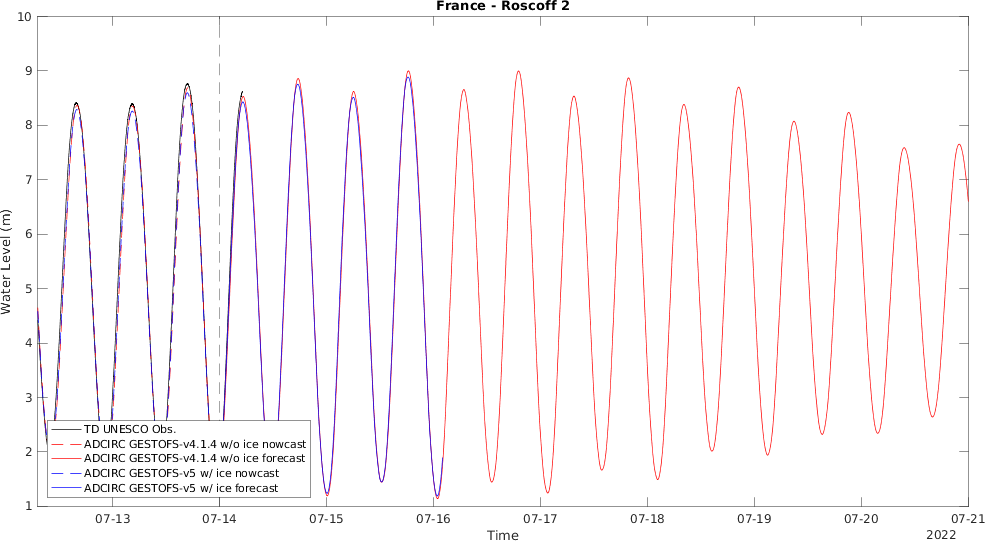 France - Roscoff 2
10
9
8
7
6
5
4
3
2
1
Water Level (m)
TD UNESCO Obs.
ADCIRC GESTOFS-v4.1.4 w/o ice nowcast
ADCIRC GESTOFS-v4.1.4 w/o ice forecast
ADCIRC GESTOFS-v5 w/ ice nowcast
ADCIRC GESTOFS-v5 w/ ice forecast
07-13 07-14 07-15 07-16 07-17 07-18 07-19 07-20 07-21
Time
2022